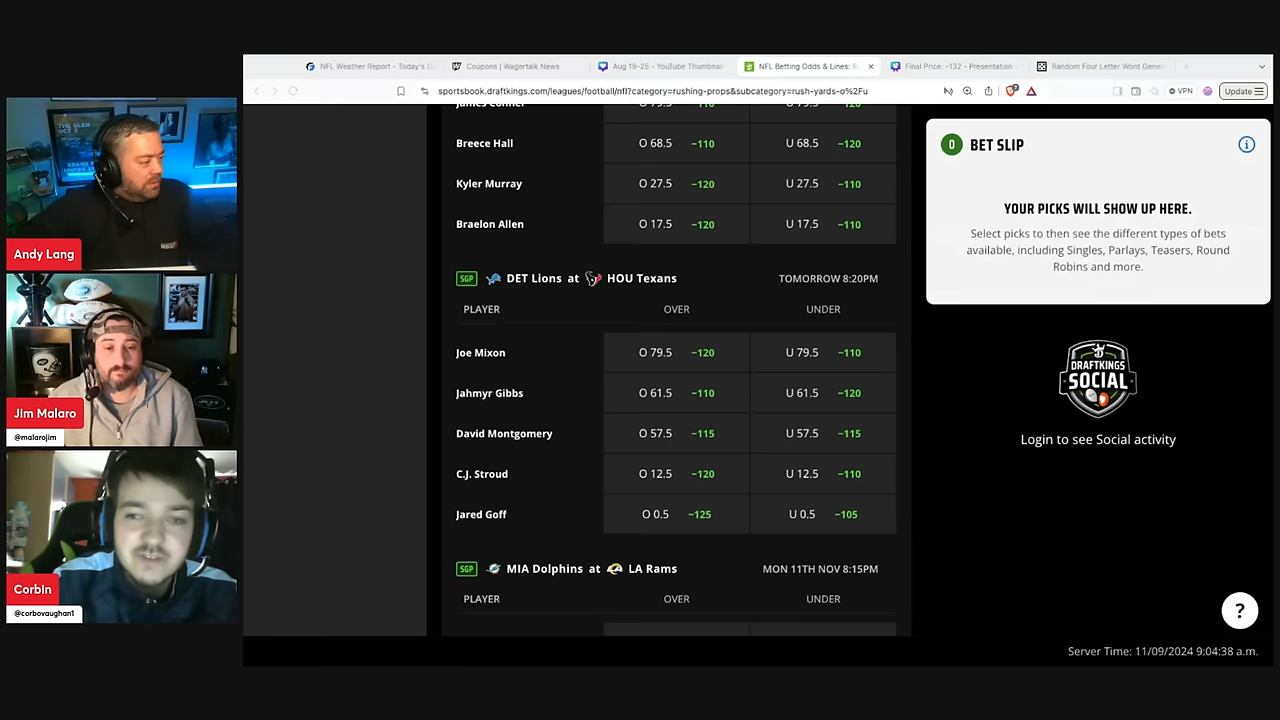 NFL Weather Report - Today's D
Coupons | Wagertalk News
Aug 19-25 - YouTube Thumbnai
NFL Betting Odds & Lines: R
Final Price: -132 - Presentation
Random Four Letter Word Gener
sportsbook.draftkings.com/leagues/football/nfl?category=rushing-props&subcategory=rush-yards-o%2Fu
VPN
Update
James Conner O 79.5 −110 −120
Breece Hall O 68.5 −110 U 68.5 −120
Kyler Murray O 27.5 −120 U 27.5 −110
Braelon Allen O 17.5 −120 U 17.5 −110
SGP DET Lions at HOU Texans TOMORROW 8:20PM
PLAYER OVER UNDER
Joe Mixon O 79.5 −120 U 79.5 −110
Jahmyr Gibbs O 61.5 −110 U 61.5 −120
David Montgomery O 57.5 −115 U 57.5 −115
C.J. Stroud O 12.5 −120 U 12.5 −110
Jared Goff O 0.5 −125 U 0.5 −105
SGP MIA Dolphins at LA Rams MON 11TH NOV 8:15PM
PLAYER OVER UNDER
0 BET SLIP
YOUR PICKS WILL SHOW UP HERE.
Select picks to then see the different types of bets
available, including Singles, Parlays, Teasers, Round
Robins and more.
DRAFTKINGS
SOCIAL
Login to see Social activity
?
Server Time: 11/09/2024 9:04:38 a.m.
Andy Lang
Jim Malaro
@malarojim
Corbin
@corbovaughan1